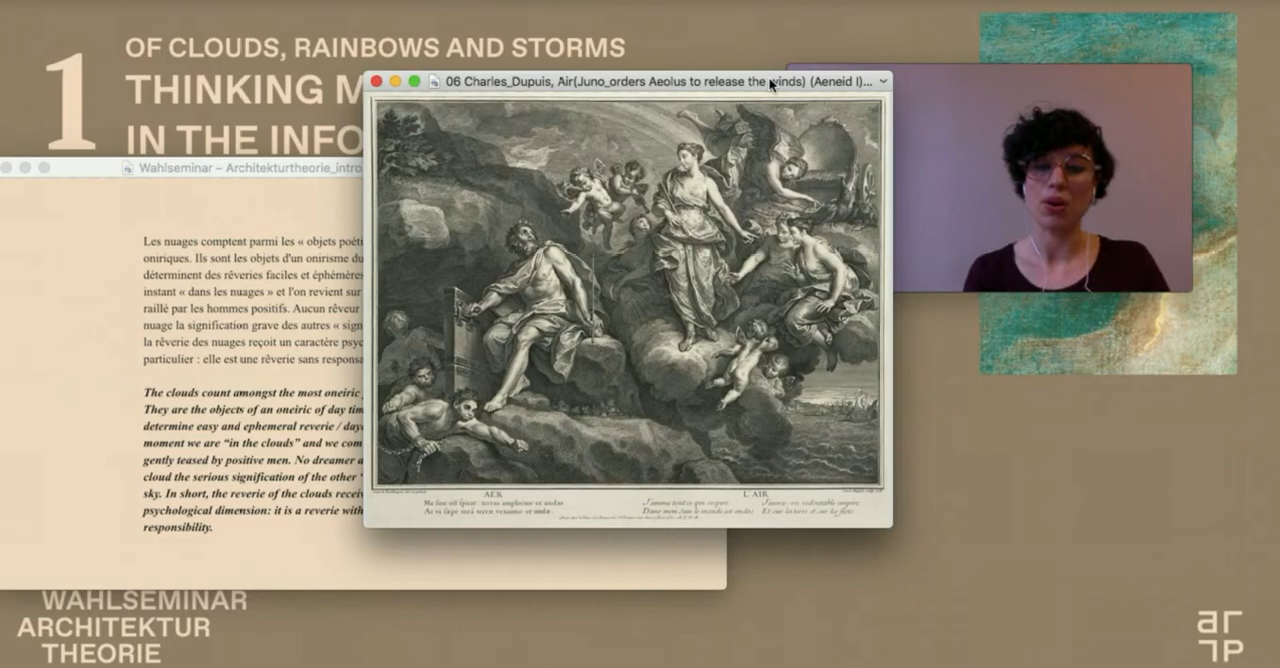 1
OF CLOUDS, RAINBOWS AND STORMS
THINKING M
IN THE INFO
06 Charles_Dupuis, Air(Juno_orders Aeolus to release the winds) (Aeneid I)...
Wahlseminar – Architekturtheorie_intro
Les nuages comptent parmi les « objets poéti
oniriques. Ils sont les objets d'un onirisme du
déterminent des rêveries faciles et éphémères
instant « dans les nuages » et l'on revient sur
raillé par les hommes positifs. Aucun rêveur
nuage la signification grave des autres « sign
la rêverie des nuages reçoit un caractère psyc
particulier : elle est une rêverie sans responsa
The clouds count amongst the most oneiric
They are the objects of an oneiric of day tim
determine easy and ephemeral reverie / daye
moment we are “in the clouds” and we com
gently teased by positive men. No dreamer a
cloud the serious signification of the other “
sky. In short, the reverie of the clouds receiv
psychological dimension: it is a reverie with
responsibility.
AER
L'AIR
WAHLSEMINAR
ARCHITEKTUR
THEORIE